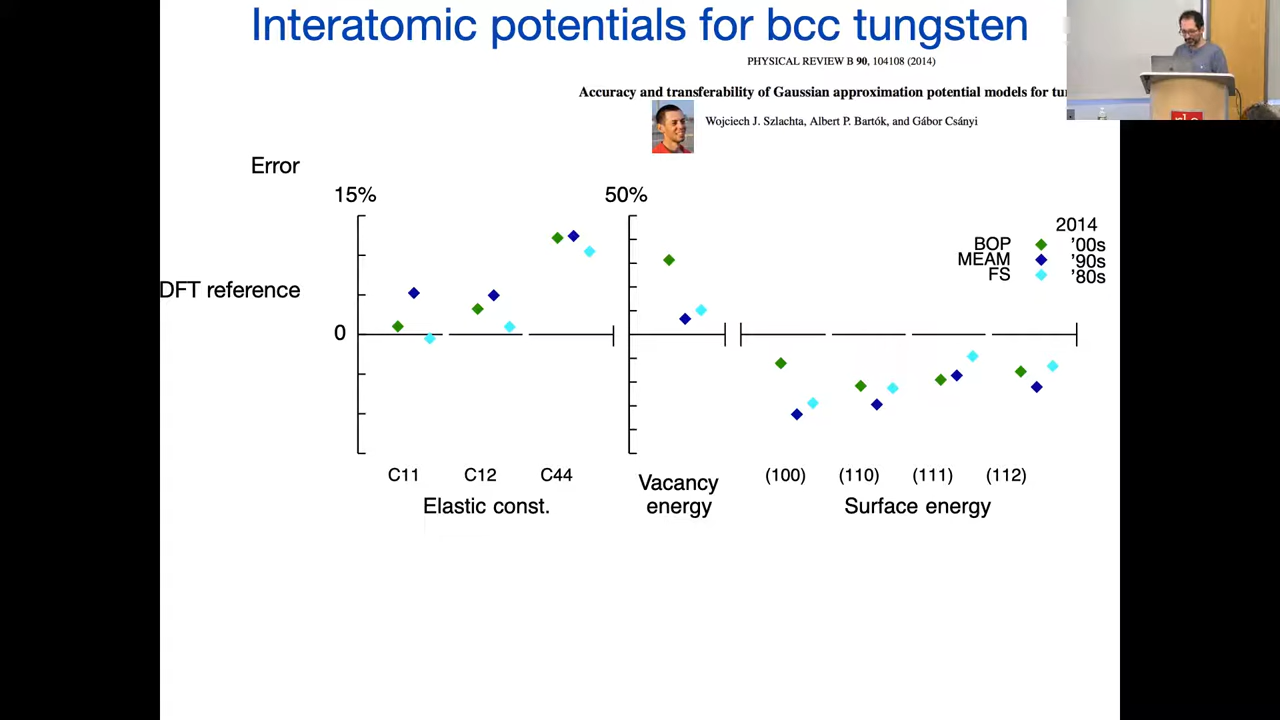 Interatomic potentials for bcc tungsten
PHYSICAL REVIEW B 90, 104108 (2014)
Accuracy and transferability of Gaussian approximation potential models for
Wojciech J. Szlachta, Albert P. Bartók, and Gábor Csányi
Error
15%
50%
2014
BOP '00s
MEAM '90s
FS '80s
DFT reference
0
C11 C12 C44
(100) (110) (111) (112)
Vacancy
energy
Elastic const.
Surface energy